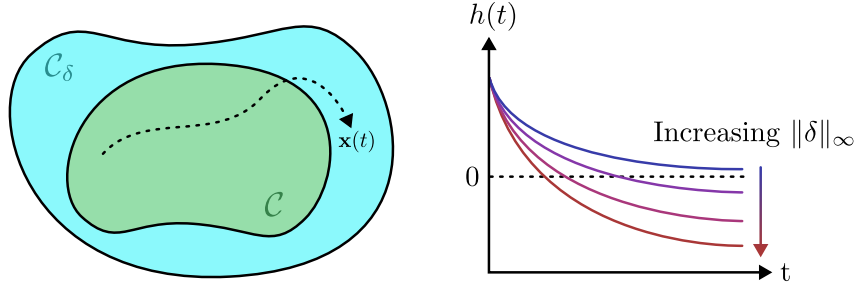 𝒞_δ
𝒞
𝐱(t)
h(t)
Increasing ‖δ‖_∞
0
t